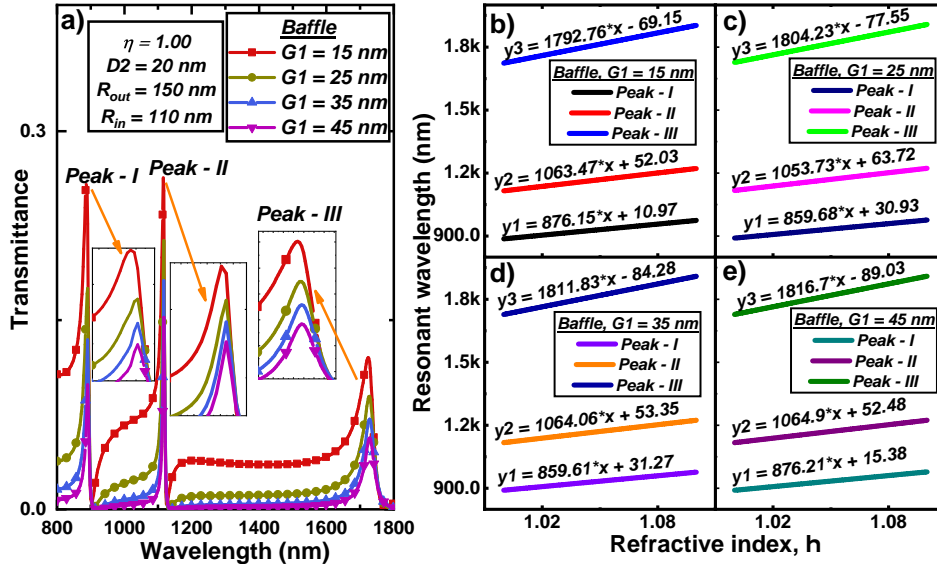 a)
η = 1.00
D2 = 20 nm
R_out = 150 nm
R_in = 110 nm
Baffle
G1 = 15 nm
G1 = 25 nm
G1 = 35 nm
G1 = 45 nm
Peak - I
Peak - II
Peak - III
0.3
0.0
Transmittance
800 1000 1200 1400 1600 1800
Wavelength (nm)
Resonant wavelength (nm)
b)
y3 = 1792.76*x - 69.15
Baffle, G1 = 15 nm
Peak - I
Peak - II
Peak - III
y2 = 1063.47*x + 52.03
y1 = 876.15*x + 10.97
1.8k
1.5k
1.2k
900.0
c)
y3 = 1804.23*x - 77.55
Baffle, G1 = 25 nm
Peak - I
Peak - II
Peak - III
y2 = 1053.73*x + 63.72
y1 = 859.68*x + 30.93
d)
y3 = 1811.83*x - 84.28
Baffle, G1 = 35 nm
Peak - I
Peak - II
Peak - III
y2 = 1064.06*x + 53.35
y1 = 859.61*x + 31.27
1.8k
1.5k
1.2k
900.0
1.02 1.08
e)
y3 = 1816.7*x - 89.03
Baffle, G1 = 45 nm
Peak - I
Peak - II
Peak - III
y2 = 1064.9*x + 52.48
y1 = 876.21*x + 15.38
1.02 1.08
Refractive index, h